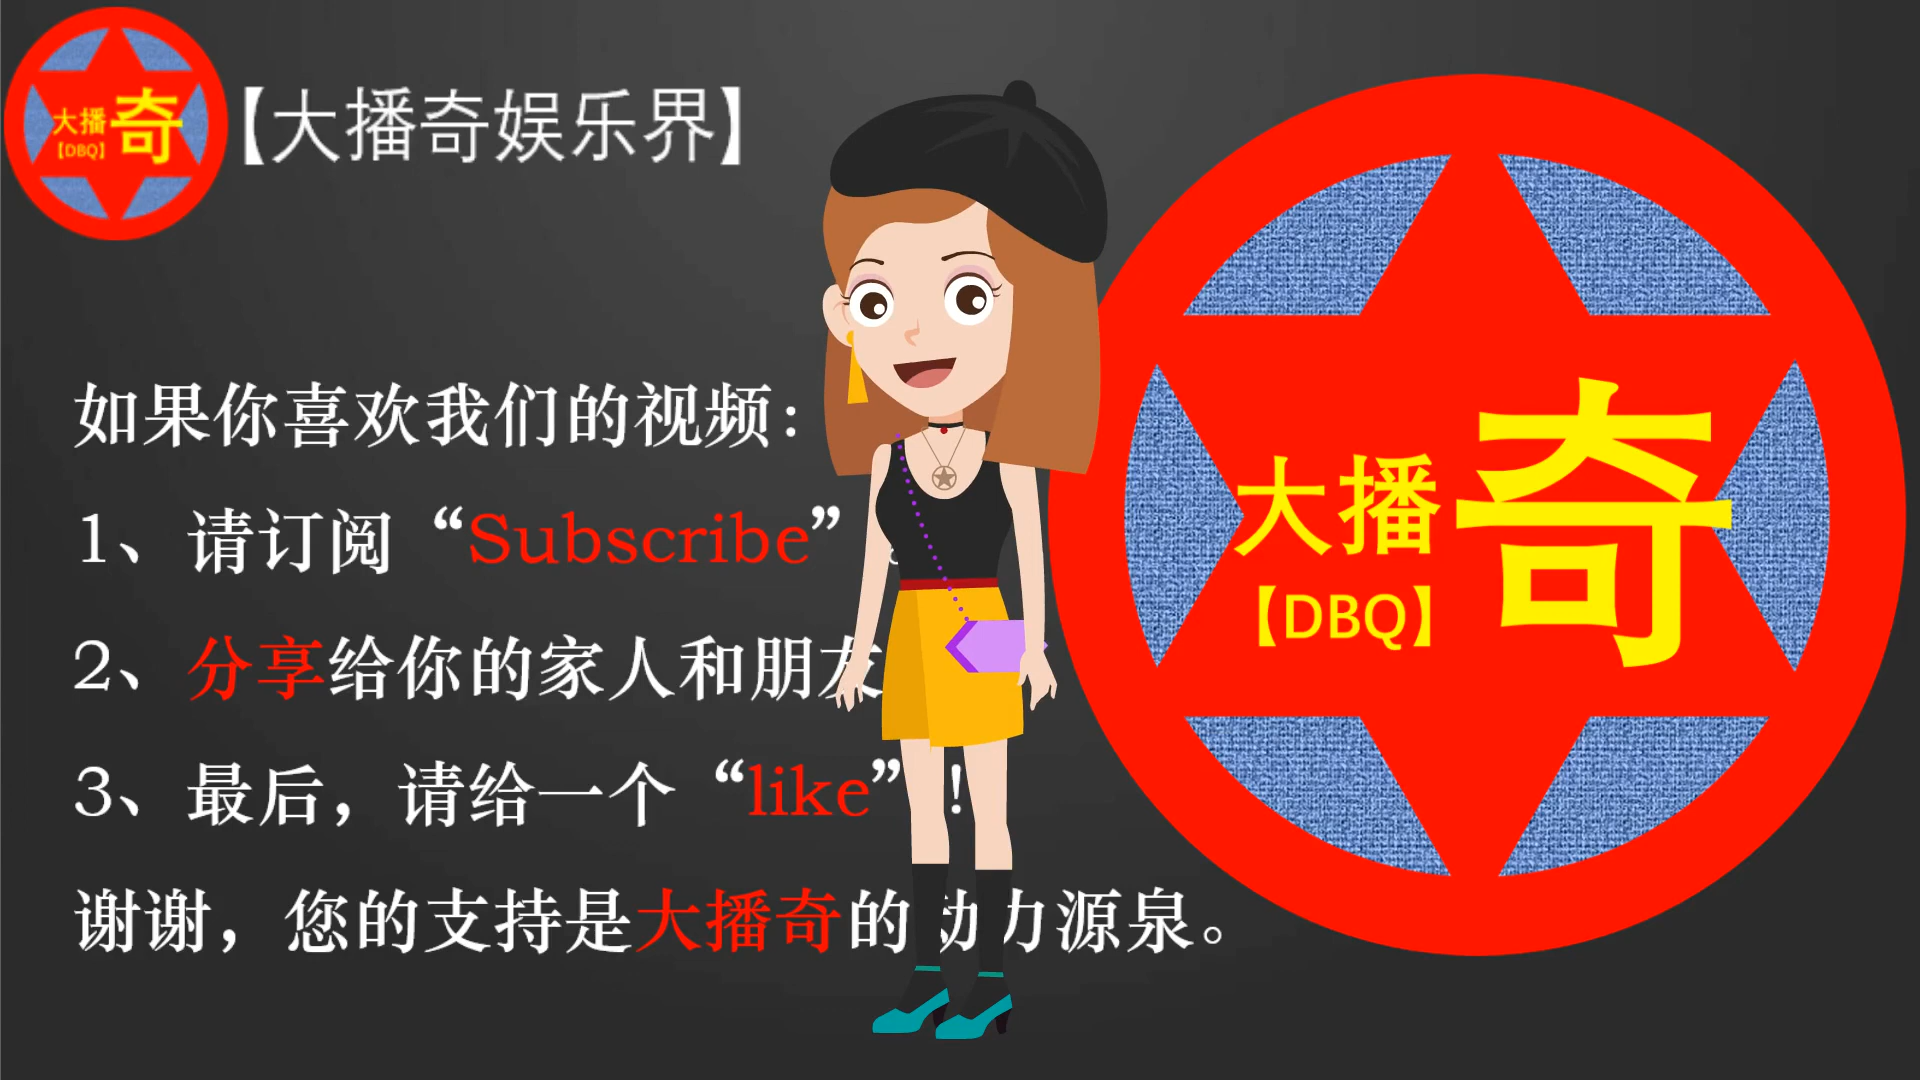 大播奇
【DBQ】
【大播奇娱乐界】
如果你喜欢我们的视频：
1、请订阅“Subscribe”。
2、分享给你的家人和朋友
3、最后，请给一个“like”！
谢谢，您的支持是大播奇的动力源泉。
大播奇
【DBQ】